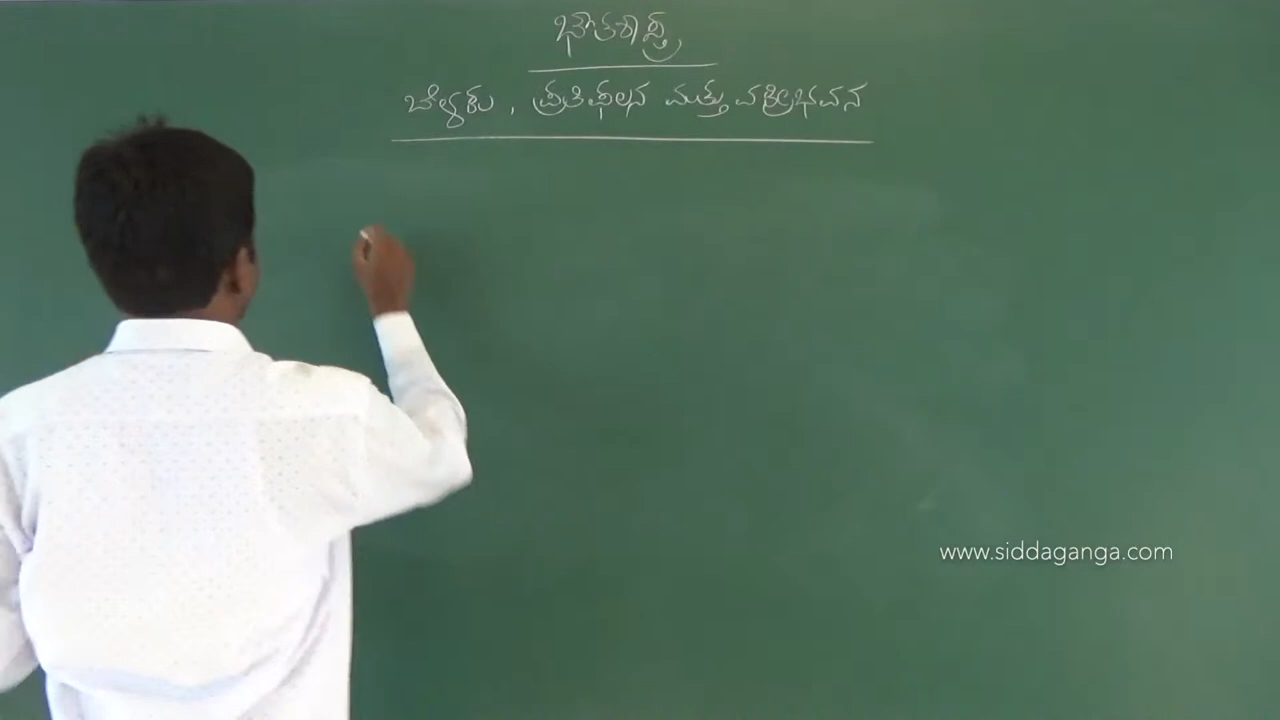 ಭೌತಶಾಸ್ತ್ರ
ಬೆಳಕು , ಪ್ರತಿಫಲನ ಮತ್ತು ವಕ್ರೀಭವನ
www.siddaganga.com